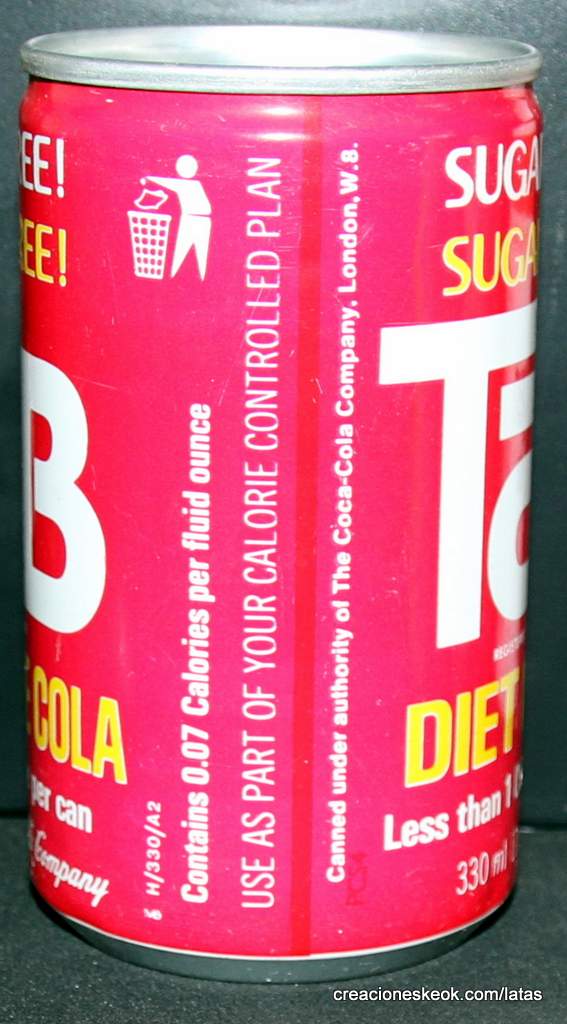 EE!
EE!
B
COLA
per can
Company
H/330/A2
MB
Contains 0.07 Calories per fluid ounce
USE AS PART OF YOUR CALORIE CONTROLLED PLAN
Canned under authority of The Coca-Cola Company, London,W.8.
SUGA
SUGA
Ta
REGIST
DIET
Less than 1
330 ml
creacioneskeok.com/latas